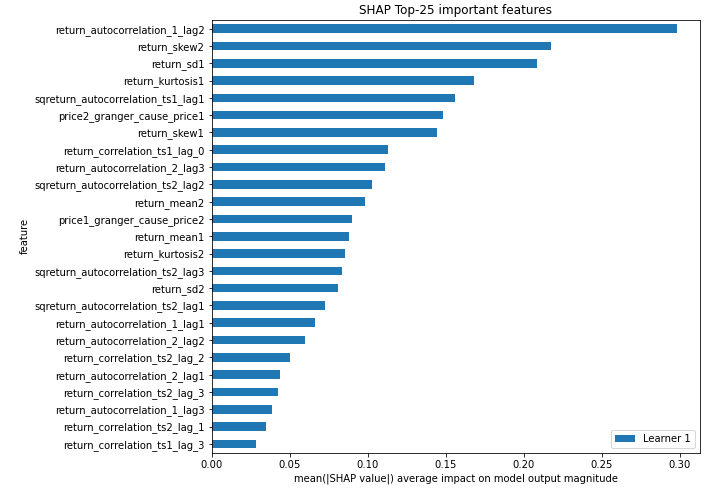 SHAP Top-25 important features
return_autocorrelation_1_lag2
return_skew2
return_sd1
return_kurtosis1
sqreturn_autocorrelation_ts1_lag1
price2_granger_cause_price1
return_skew1
return_correlation_ts1_lag_0
return_autocorrelation_2_lag3
sqreturn_autocorrelation_ts2_lag2
return_mean2
price1_granger_cause_price2
return_mean1
return_kurtosis2
sqreturn_autocorrelation_ts2_lag3
return_sd2
sqreturn_autocorrelation_ts2_lag1
return_autocorrelation_1_lag1
return_autocorrelation_2_lag2
return_correlation_ts2_lag_2
return_autocorrelation_2_lag1
return_correlation_ts2_lag_3
return_autocorrelation_1_lag3
return_correlation_ts2_lag_1
return_correlation_ts1_lag_3
feature
Learner 1
0.00 0.05 0.10 0.15 0.20 0.25 0.30
mean(|SHAP value|) average impact on model output magnitude